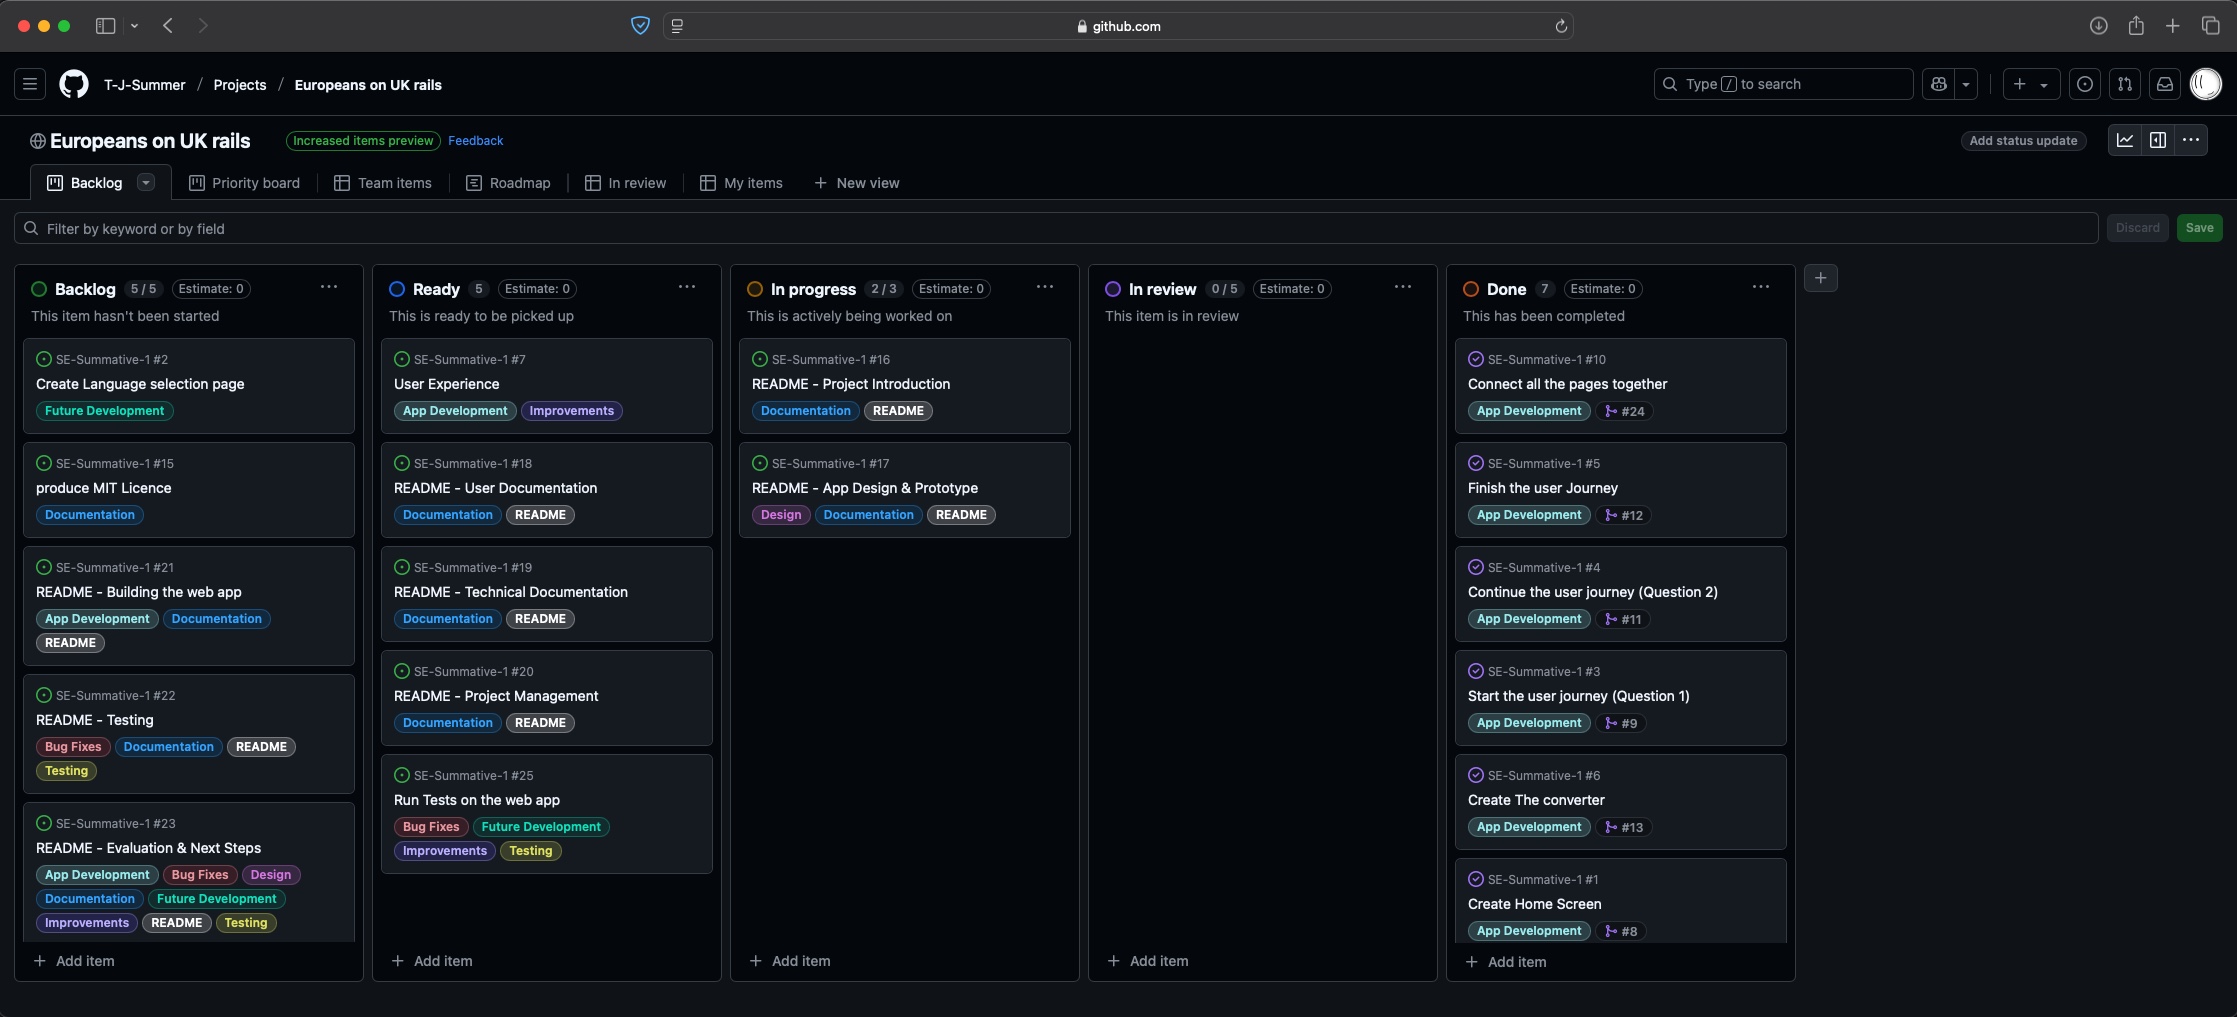 github.com
T-J-Summer / Projects / Europeans on UK rails
Type / to search
Europeans on UK rails Increased items preview Feedback
Add status update
Backlog Priority board Team items Roadmap In review My items New view
Filter by keyword or by field
Discard Save
Backlog 5 / 5 Estimate: 0
This item hasn't been started
SE-Summative-1 #2
Create Language selection page
Future Development
SE-Summative-1 #15
produce MIT Licence
Documentation
SE-Summative-1 #21
README - Building the web app
App Development Documentation
README
SE-Summative-1 #22
README - Testing
Bug Fixes Documentation README
Testing
SE-Summative-1 #23
README - Evaluation & Next Steps
App Development Bug Fixes Design
Documentation Future Development
Improvements README Testing
Add item
Ready 5 Estimate: 0
This is ready to be picked up
SE-Summative-1 #7
User Experience
App Development Improvements
SE-Summative-1 #18
README - User Documentation
Documentation README
SE-Summative-1 #19
README - Technical Documentation
Documentation README
SE-Summative-1 #20
README - Project Management
Documentation README
SE-Summative-1 #25
Run Tests on the web app
Bug Fixes Future Development
Improvements Testing
Add item
In progress 2 / 3 Estimate: 0
This is actively being worked on
SE-Summative-1 #16
README - Project Introduction
Documentation README
SE-Summative-1 #17
README - App Design & Prototype
Design Documentation README
Add item
In review 0 / 5 Estimate: 0
This item is in review
Add item
Done 7 Estimate: 0
This has been completed
SE-Summative-1 #10
Connect all the pages together
App Development #24
SE-Summative-1 #5
Finish the user Journey
App Development #12
SE-Summative-1 #4
Continue the user journey (Question 2)
App Development #11
SE-Summative-1 #3
Start the user journey (Question 1)
App Development #9
SE-Summative-1 #6
Create The converter
App Development #13
SE-Summative-1 #1
Create Home Screen
App Development #8
Add item